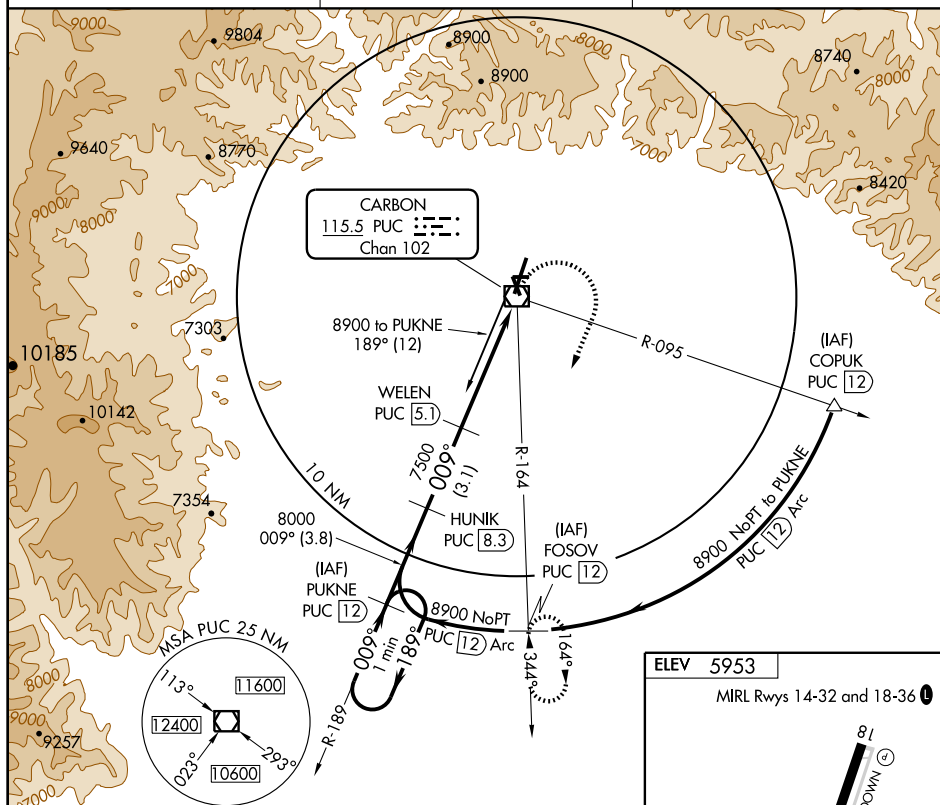 9000
9804
8900
8000
8740
8000
8900
9640
8770
7000
8420
9000
8000
CARBON
115.5 PUC
Chan 102
7000
7303
8900 to PUKNE
189° (12)
R-095
(IAF)
COPUK
PUC 12
10185
WELEN
PUC 5.1
10142
R-164
7500
009°
(3.1)
10 NM
8900 NoPT to PUKNE
PUC 12 Arc
7354
HUNIK
PUC 8.3
8000
009° (3.8)
(IAF)
FOSOV
PUC 12
(IAF)
PUKNE
PUC 12
8900 NoPT
PUC 12 Arc
009°
1 min
189°
344°
164°
R-189
MSA PUC 25 NM
113°
11600
12400
023°
293°
10600
8000
9000
9257
7000
ELEV 5953
MIRL Rwys 14-32 and 18-36 L
18
P
DOWN